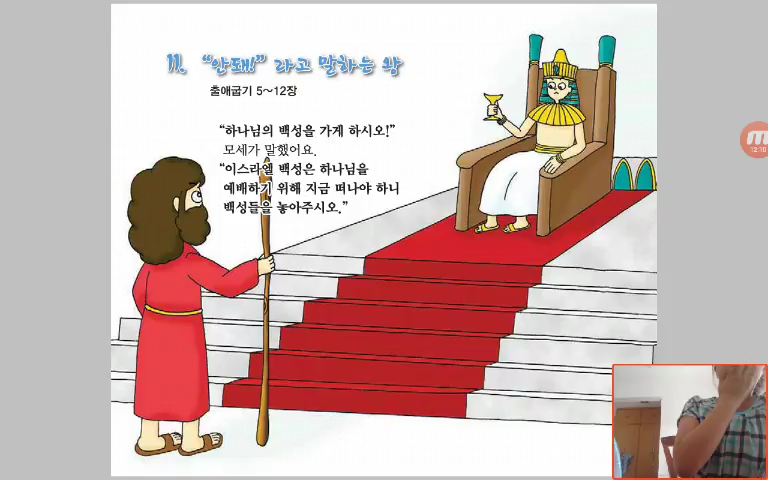 11. “안돼!” 라고 말하는 왕
출애굽기 5~12장
“하나님의 백성을 가게 하시오!”
모세가 말했어요.
“이스라엘 백성은 하나님을
예배하기 위해 지금 떠나야 하니
백성들을 놓아주시오.”